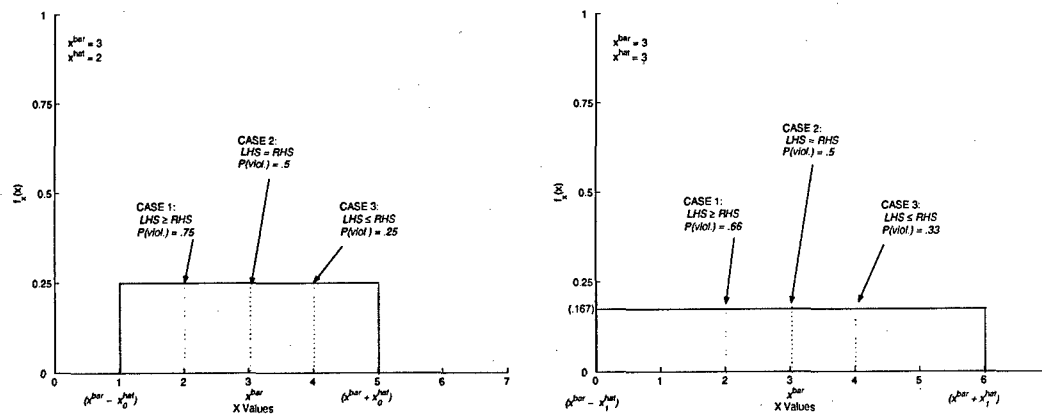 1
x^bar = 3
x^hat = 2
0.75
CASE 2:
LHS = RHS
P(viol.) = .5
f_x(x)
0.5
CASE 1:
LHS ≥ RHS
P(viol.) = .75
CASE 3:
LHS ≤ RHS
P(viol.) = .25
0.25
0
0 1 2 3 4 5 6 7
(x^bar − x_0^hat)
x^bar
(x^bar + x_0^hat)
X Values
1
x^bar = 3
x^hat = 3
0.75
CASE 2:
LHS = RHS
P(viol.) = .5
f_x(x)
0.5
CASE 1:
LHS ≥ RHS
P(viol.) = .66
CASE 3:
LHS ≤ RHS
P(viol.) = .33
0.25
(.167)
0
0 1 2 3 4 5 6
(x^bar − x_1^hat)
x^bar
(x^bar + x_1^hat)
X Values